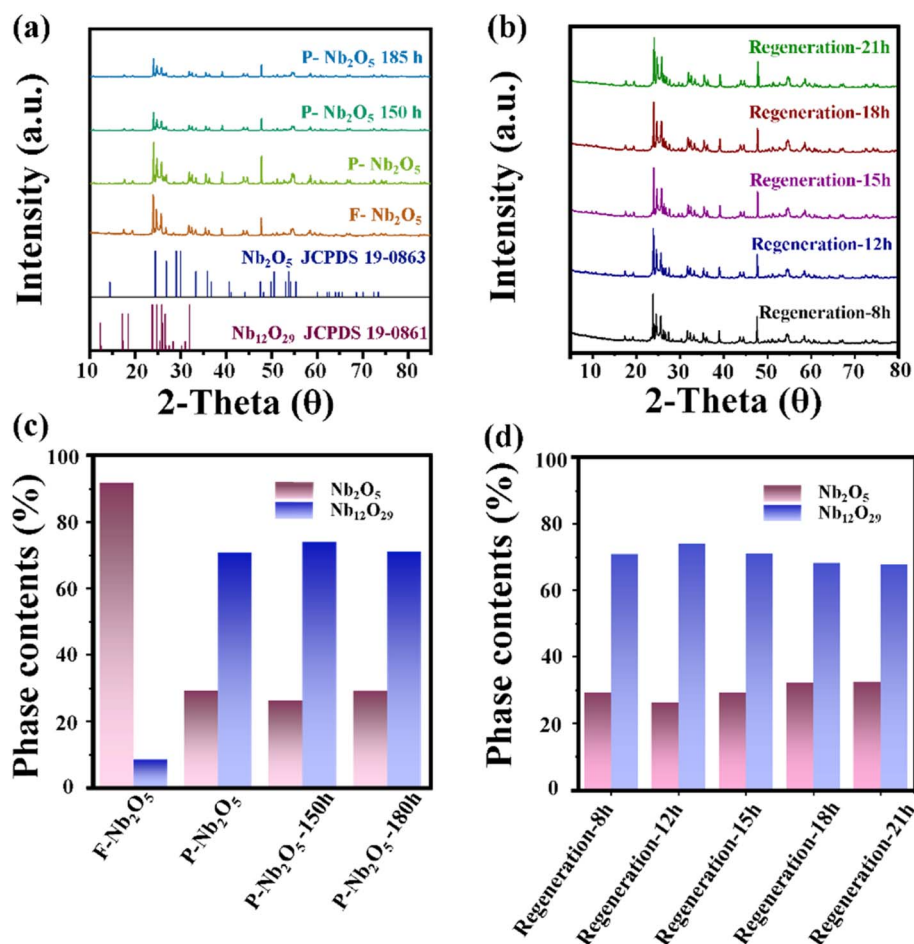 (a)
Intensity (a.u.)
P- Nb₂O₅ 185 h
P- Nb₂O₅ 150 h
P- Nb₂O₅
F- Nb₂O₅
Nb₂O₅ JCPDS 19-0863
Nb₁₂O₂₉ JCPDS 19-0861
10 20 30 40 50 60 70 80
2-Theta (θ)
(b)
Intensity (a.u.)
Regeneration-21h
Regeneration-18h
Regeneration-15h
Regeneration-12h
Regeneration-8h
10 20 30 40 50 60 70 80
2-Theta (θ)
(c)
Phase contents (%)
100
80
60
40
20
0
Nb₂O₅
Nb₁₂O₂₉
F-Nb₂O₅
P-Nb₂O₅
P-Nb₂O₅-150h
P-Nb₂O₅-180h
(d)
Phase contents (%)
100
80
60
40
20
0
Nb₂O₅
Nb₁₂O₂₉
Regeneration-8h
Regeneration-12h
Regeneration-15h
Regeneration-18h
Regeneration-21h